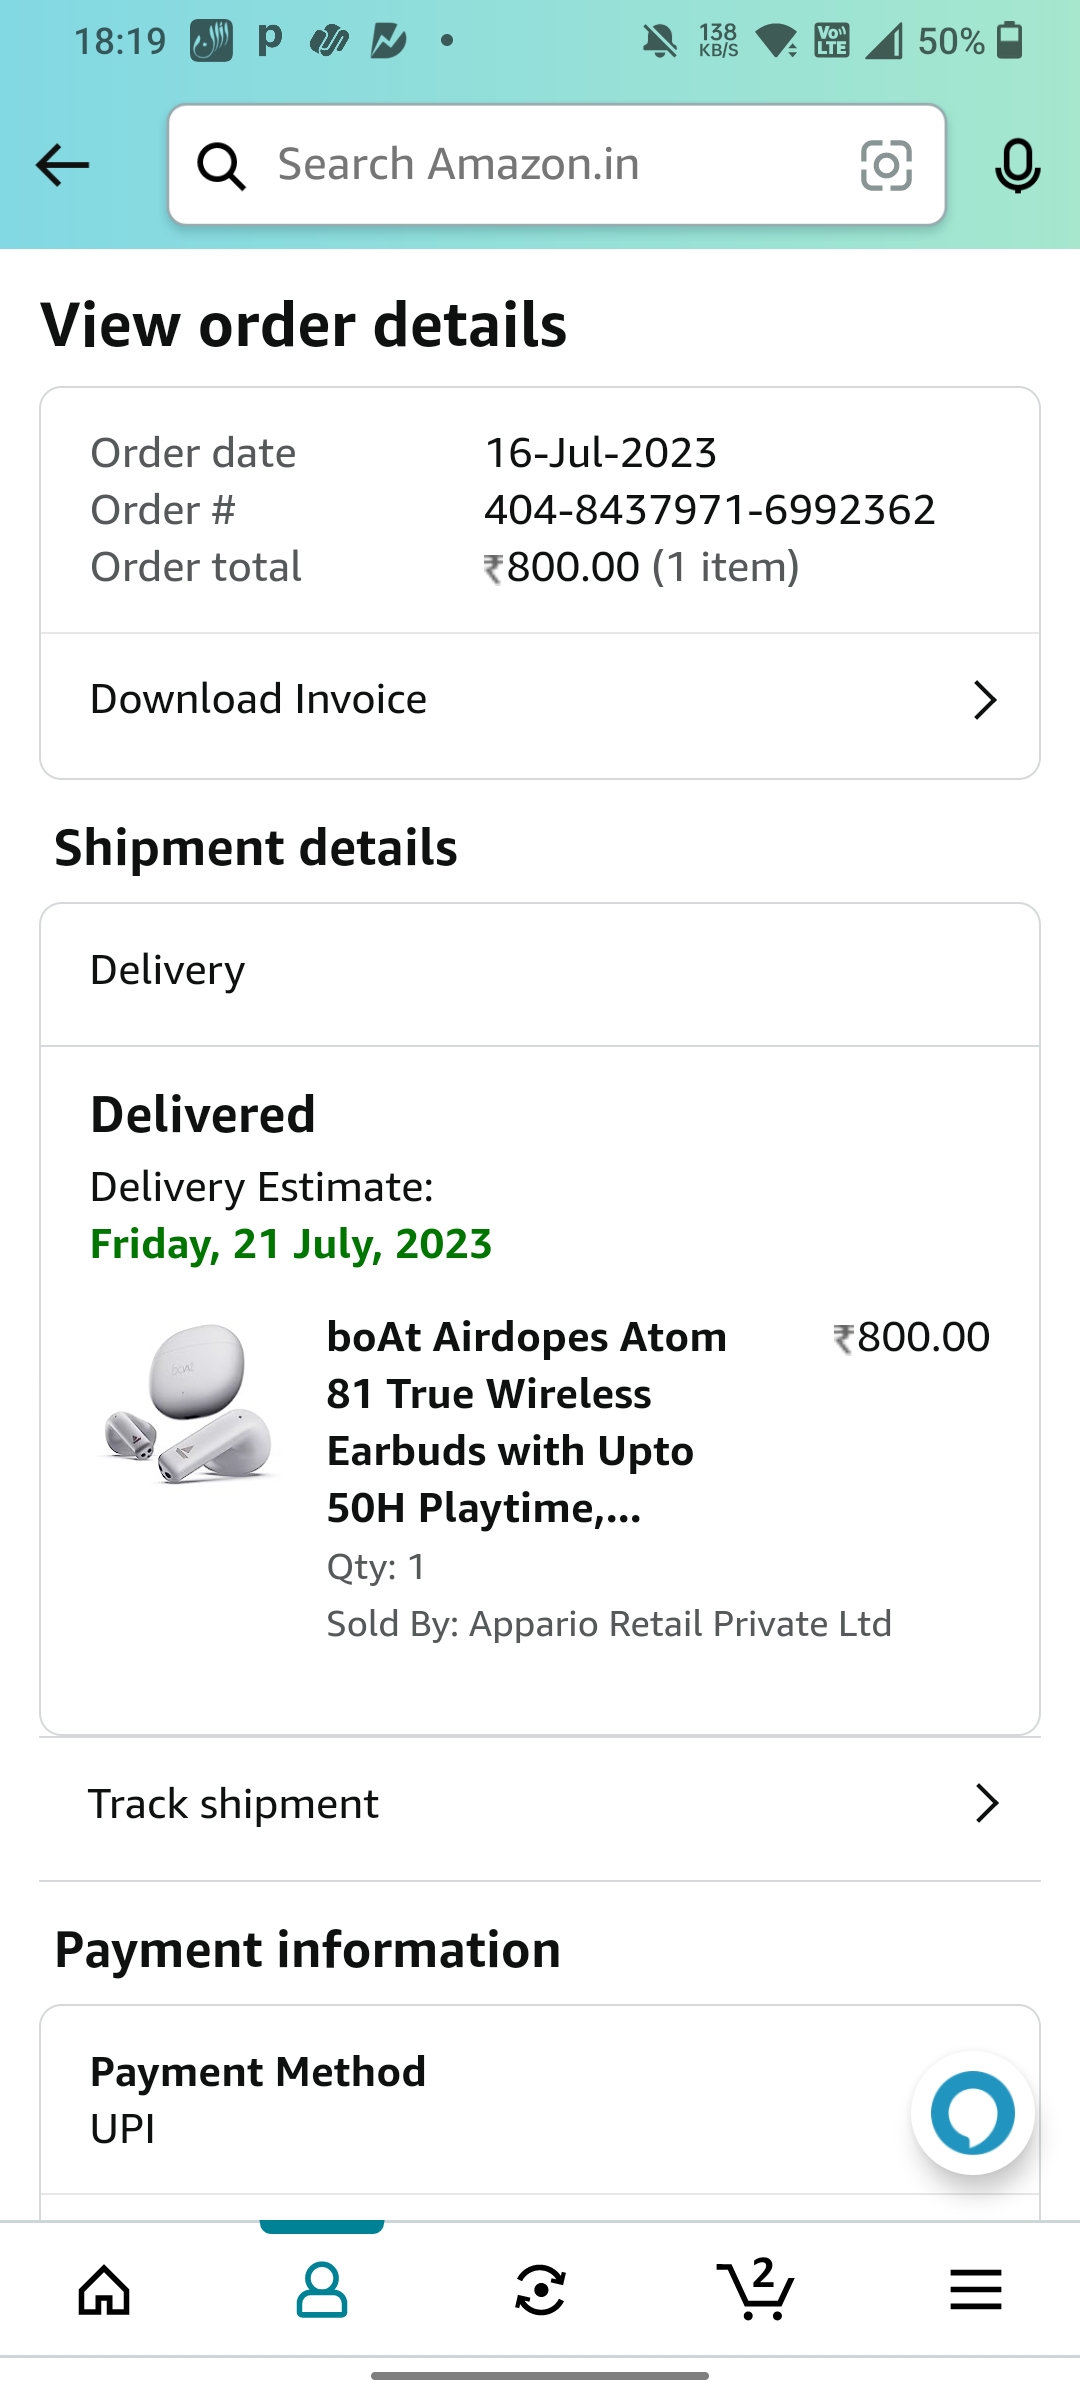 18:19 138 KB/S VoLTE 50%
Search Amazon.in
View order details
Order date 16-Jul-2023
Order # 404-8437971-6992362
Order total ₹800.00 (1 item)
Download Invoice
Shipment details
Delivery
Delivered
Delivery Estimate:
Friday, 21 July, 2023
boAt Airdopes Atom ₹800.00
81 True Wireless
Earbuds with Upto
50H Playtime,...
Qty: 1
Sold By: Appario Retail Private Ltd
Track shipment
Payment information
Payment Method
UPI
2